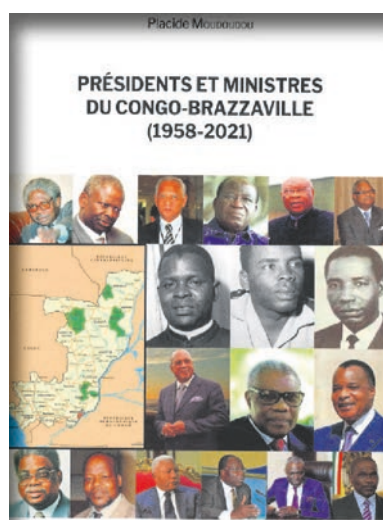 Placide MOUDOUDOU
PRÉSIDENTS ET MINISTRES
DU CONGO-BRAZZAVILLE
(1958-2021)